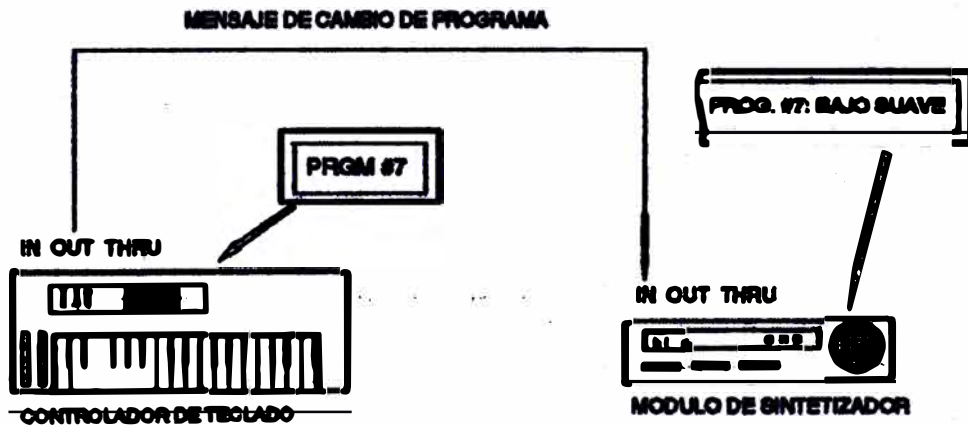 MENSAJE DE CAMBIO DE PROGRAMA
PROG. #7: BAJO SUAVE
PRGM #7
IN OUT THRU
IN OUT THRU
CONTROLADOR DE TECLADO
MODULO DE SINTETIZADOR